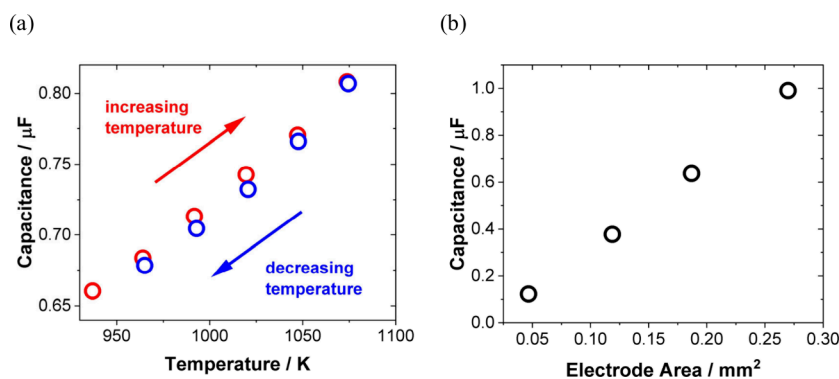 (a)
(b)
0.80
0.75
0.70
0.65
Capacitance / μF
increasing
temperature
decreasing
temperature
950
1000
1050
1100
Temperature / K
1.0
0.8
0.6
0.4
0.2
0.0
Capacitance / μF
0.05
0.10
0.15
0.20
0.25
0.30
Electrode Area / mm²